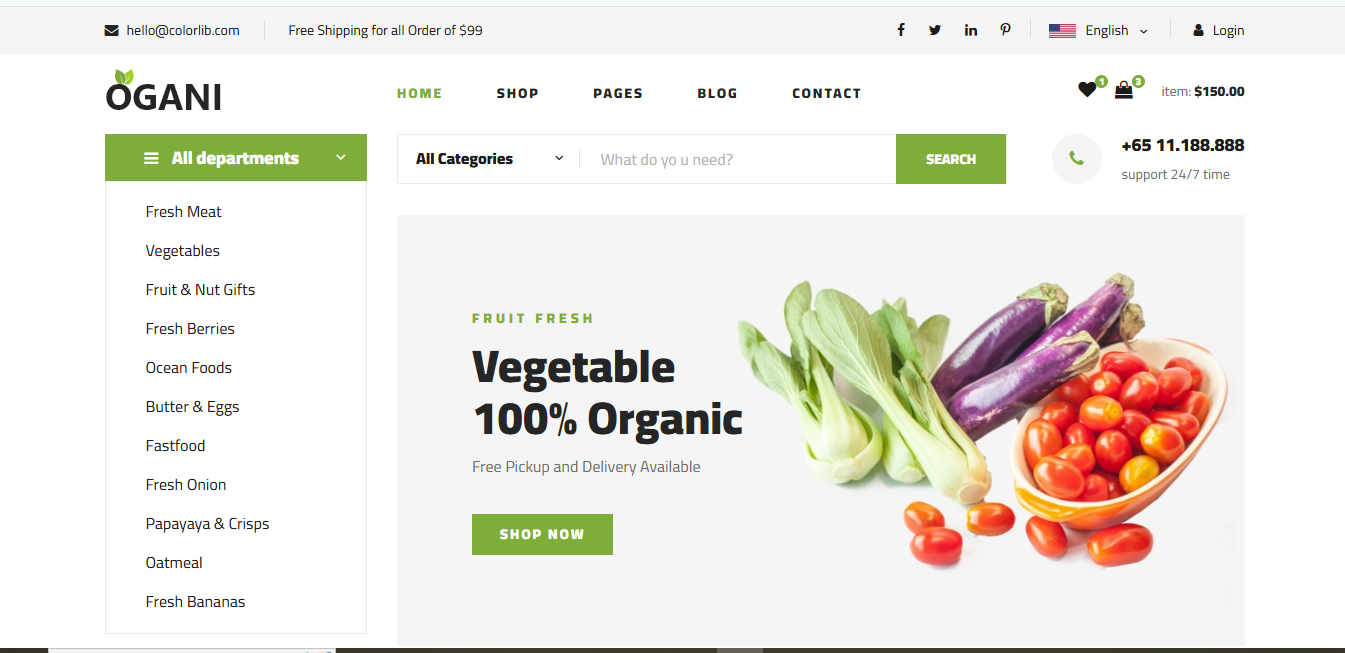 hello@colorlib.com
Free Shipping for all Order of $99
English
Login
OGANI
HOME
SHOP
PAGES
BLOG
CONTACT
1
3
item: $150.00
All departments
All Categories
What do yo u need?
SEARCH
+65 11.188.888
support 24/7 time
Fresh Meat
Vegetables
Fruit & Nut Gifts
Fresh Berries
Ocean Foods
Butter & Eggs
Fastfood
Fresh Onion
Papayaya & Crisps
Oatmeal
Fresh Bananas
FRUIT FRESH
Vegetable
100% Organic
Free Pickup and Delivery Available
SHOP NOW